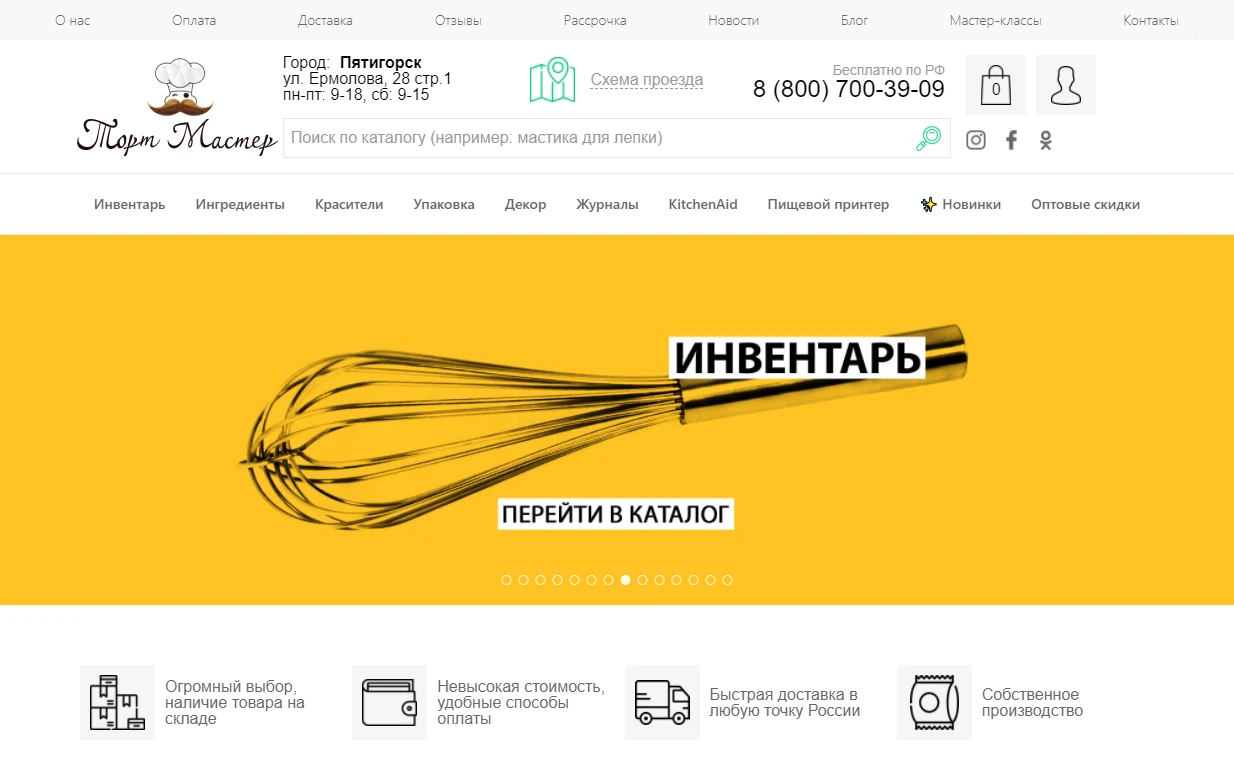 О нас Оплата Доставка Отзывы Рассрочка Новости Блог Мастер-классы Контакты
Торт Мастер
Город: Пятигорск
ул. Ермолова, 28 стр.1
пн-пт: 9-18, сб: 9-15
Схема проезда
Бесплатно по РФ
8 (800) 700-39-09
0
Поиск по каталогу (например: мастика для лепки)
Инвентарь Ингредиенты Красители Упаковка Декор Журналы KitchenAid Пищевой принтер Новинки Оптовые скидки
ИНВЕНТАРЬ
ПЕРЕЙТИ В КАТАЛОГ
Огромный выбор,
наличие товара на
складе
Невысокая стоимость,
удобные способы
оплаты
Быстрая доставка в
любую точку России
Собственное
производство